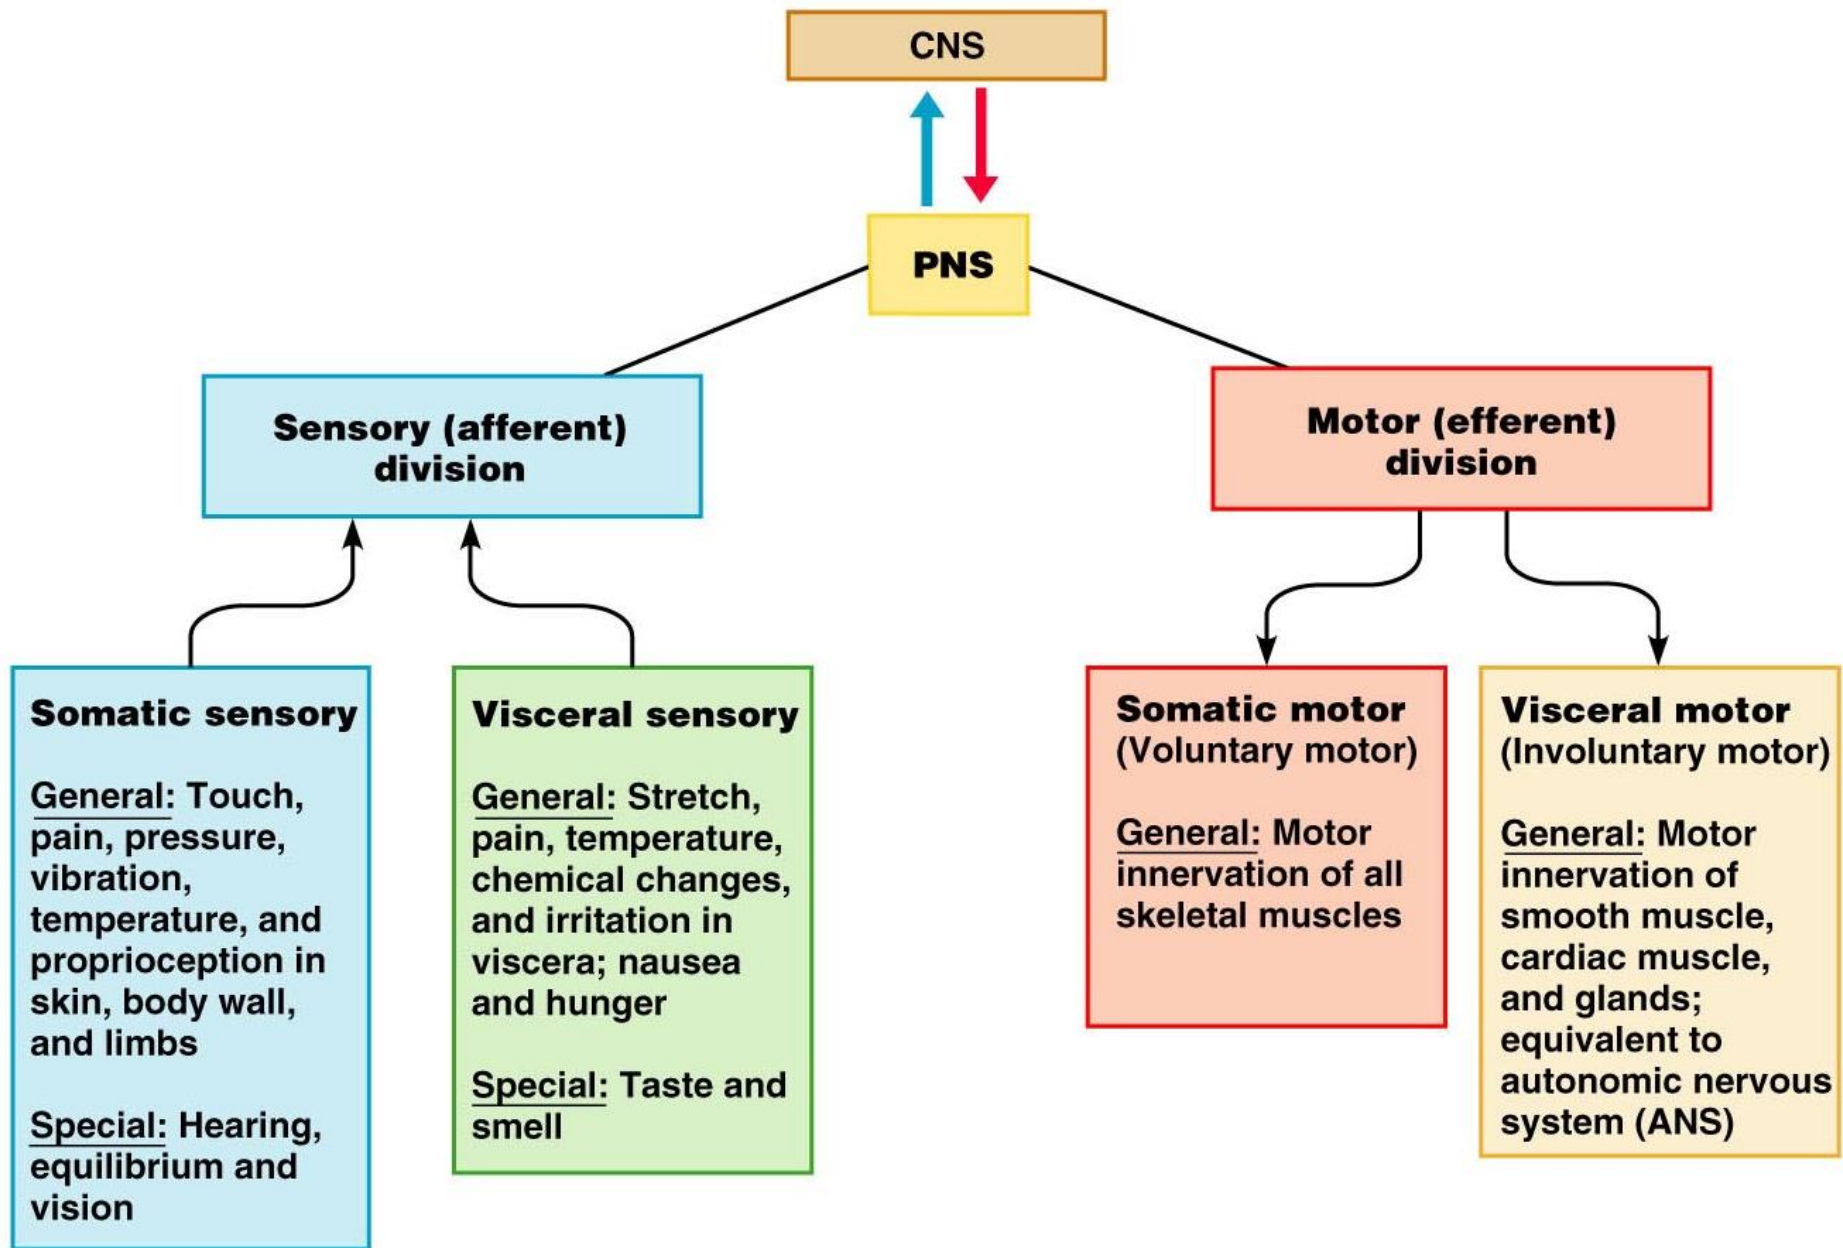 CNS
PNS
Sensory (afferent)
division
Motor (efferent)
division
Somatic sensory
General: Touch,
pain, pressure,
vibration,
temperature, and
proprioception in
skin, body wall,
and limbs
Special: Hearing,
equilibrium and
vision
Visceral sensory
General: Stretch,
pain, temperature,
chemical changes,
and irritation in
viscera; nausea
and hunger
Special: Taste and
smell
Somatic motor
(Voluntary motor)
General: Motor
innervation of all
skeletal muscles
Visceral motor
(Involuntary motor)
General: Motor
innervation of
smooth muscle,
cardiac muscle,
and glands;
equivalent to
autonomic nervous
system (ANS)